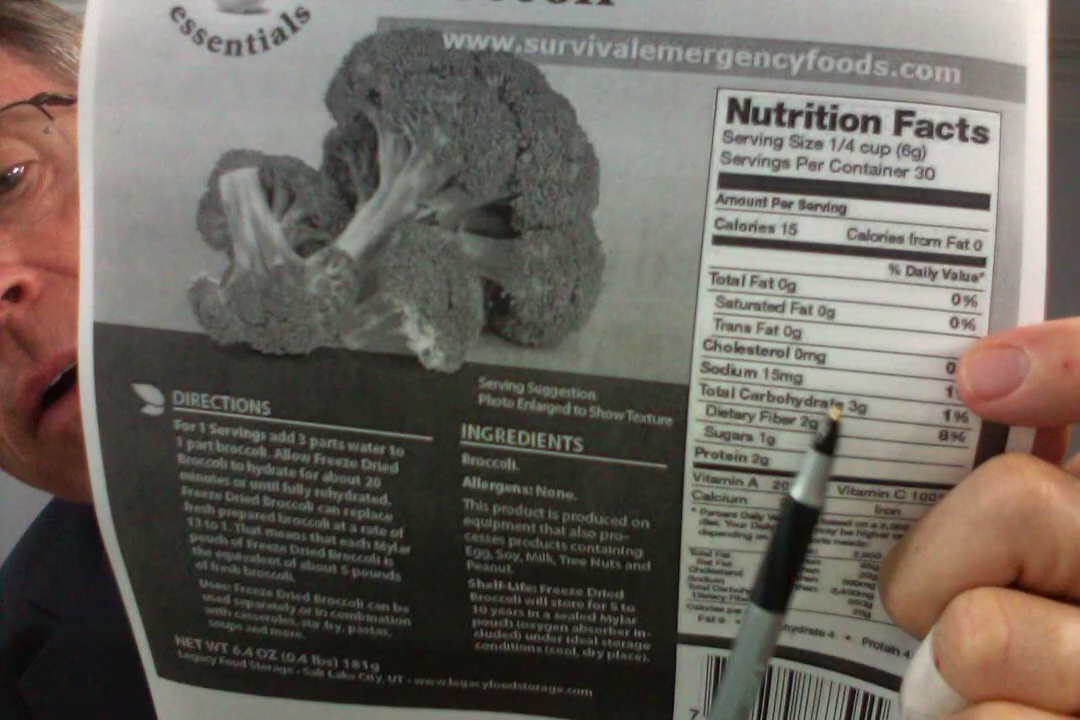 essentials
www.survivalemergencyfoods.com
Nutrition Facts
Serving Size 1/4 cup (6g)
Servings Per Container 30
Amount Per Serving
Calories 15 Calories from Fat 0
% Daily Value*
Total Fat 0g 0%
Saturated Fat 0g 0%
Trans Fat 0g
Cholesterol 0mg 0
Sodium 15mg 1
Total Carbohydrate 3g 1%
Dietary Fiber 2g 8%
Sugars 1g
Protein 2g
Vitamin A 20 Vitamin C 100
Calcium Iron
Serving Suggestion
Photo Enlarged to Show Texture
DIRECTIONS
For 1 Servings add 3 parts water to
1 part broccoli. Allow Freeze Dried
Broccoli to hydrate for about 20
minutes or until fully rehydrated.
Freeze Dried Broccoli can replace
fresh prepared broccoli at a rate of
13 to 1. That means that each Mylar
pouch of Freeze Dried Broccoli is
the equivalent of about 5 pounds
of fresh broccoli.
Uses: Freeze Dried Broccoli can be
used separately or in combination
with casseroles, stir fry, pastas,
soups and more.
INGREDIENTS
Broccoli.
Allergens: None.
This product is produced on
equipment that also pro-
cesses products containing
Egg, Soy, Milk, Tree Nuts and
Peanut.
Shelf-Life: Freeze Dried
Broccoli will store for 5 to
10 years in a sealed Mylar
pouch (oxygen absorber in-
cluded) under ideal storage
conditions (cool, dry place).
NET WT 6.4 OZ (0.4 lbs) 181g
Legacy Food Storage - Salt Lake City, UT - www.legacyfoodstorage.com
7